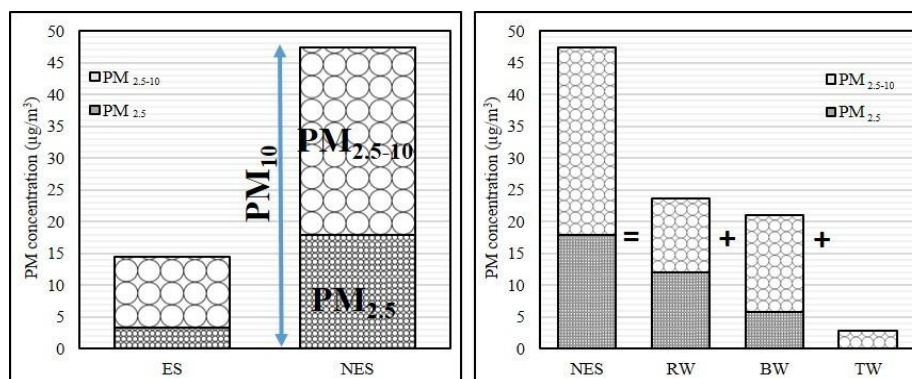 50
45
40
35
30
25
20
15
10
5
0
PM concentration (µg/m³)
PM 2.5-10
PM 2.5
PM10
PM2.5-10
PM2.5
ES NES
50
45
40
35
30
25
20
15
10
5
0
PM concentration (µg/m³)
PM 2.5-10
PM 2.5
= + +
NES RW BW TW